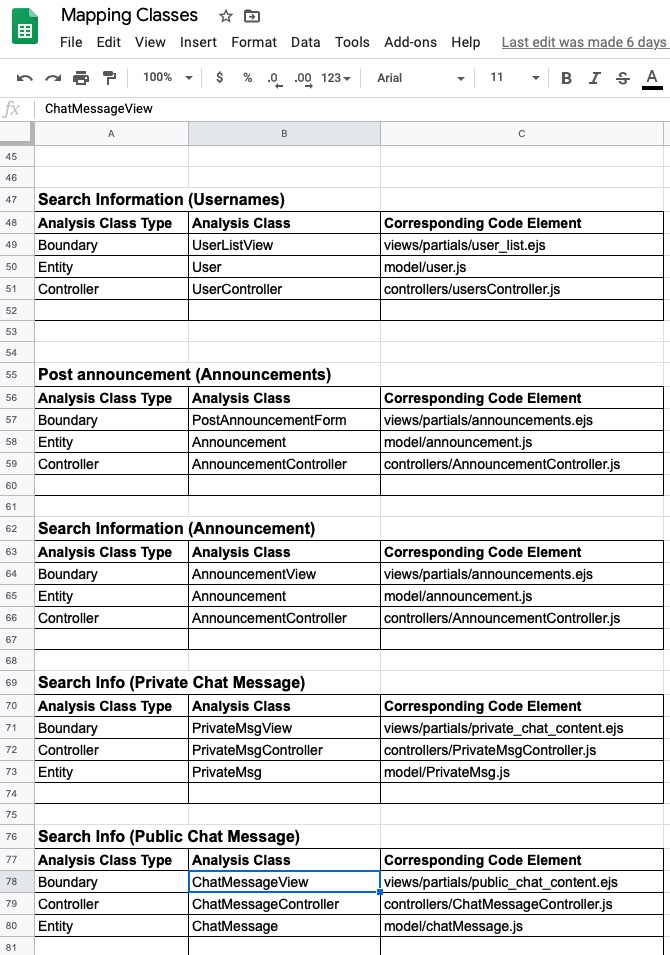 Mapping Classes
File Edit View Insert Format Data Tools Add-ons Help Last edit was made 6 days
100% $ % .0 .00 123 Arial 11 B I S A
fx ChatMessageView
A B C
45
46
47 Search Information (Usernames)
48 Analysis Class Type Analysis Class Corresponding Code Element
49 Boundary UserListView views/partials/user_list.ejs
50 Entity User model/user.js
51 Controller UserController controllers/usersController.js
52
53
54
55 Post announcement (Announcements)
56 Analysis Class Type Analysis Class Corresponding Code Element
57 Boundary PostAnnouncementForm views/partials/announcements.ejs
58 Entity Announcement model/announcement.js
59 Controller AnnouncementController controllers/AnnouncementController.js
60
61
62 Search Information (Announcement)
63 Analysis Class Type Analysis Class Corresponding Code Element
64 Boundary AnnouncementView views/partials/announcements.ejs
65 Entity Announcement model/announcement.js
66 Controller AnnouncementController controllers/AnnouncementController.js
67
68
69 Search Info (Private Chat Message)
70 Analysis Class Type Analysis Class Corresponding Code Element
71 Boundary PrivateMsgView views/partials/private_chat_content.ejs
72 Controller PrivateMsgController controllers/PrivateMsgController.js
73 Entity PrivateMsg model/PrivateMsg.js
74
75
76 Search Info (Public Chat Message)
77 Analysis Class Type Analysis Class Corresponding Code Element
78 Boundary ChatMessageView views/partials/public_chat_content.ejs
79 Controller ChatMessageController controllers/ChatMessageController.js
80 Entity ChatMessage model/chatMessage.js
81